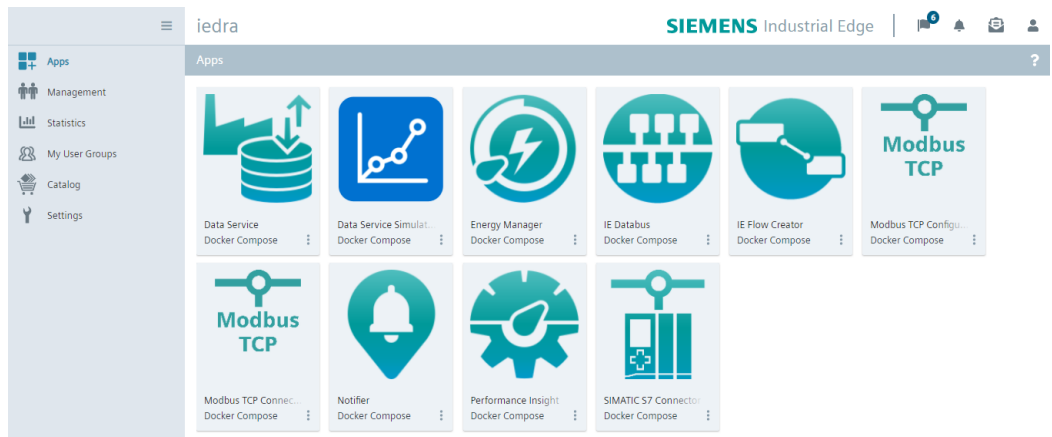 iedra
SIEMENS Industrial Edge
6
Apps
Management
Statistics
My User Groups
Catalog
Settings
Apps
?
Data Service
Docker Compose
Data Service Simulat...
Docker Compose
Energy Manager
Docker Compose
IE Databus
Docker Compose
IE Flow Creator
Docker Compose
Modbus
TCP
Modbus TCP Configu...
Docker Compose
Modbus
TCP
Modbus TCP Connec...
Docker Compose
Notifier
Docker Compose
Performance Insight
Docker Compose
SIMATIC S7 Connector
Docker Compose